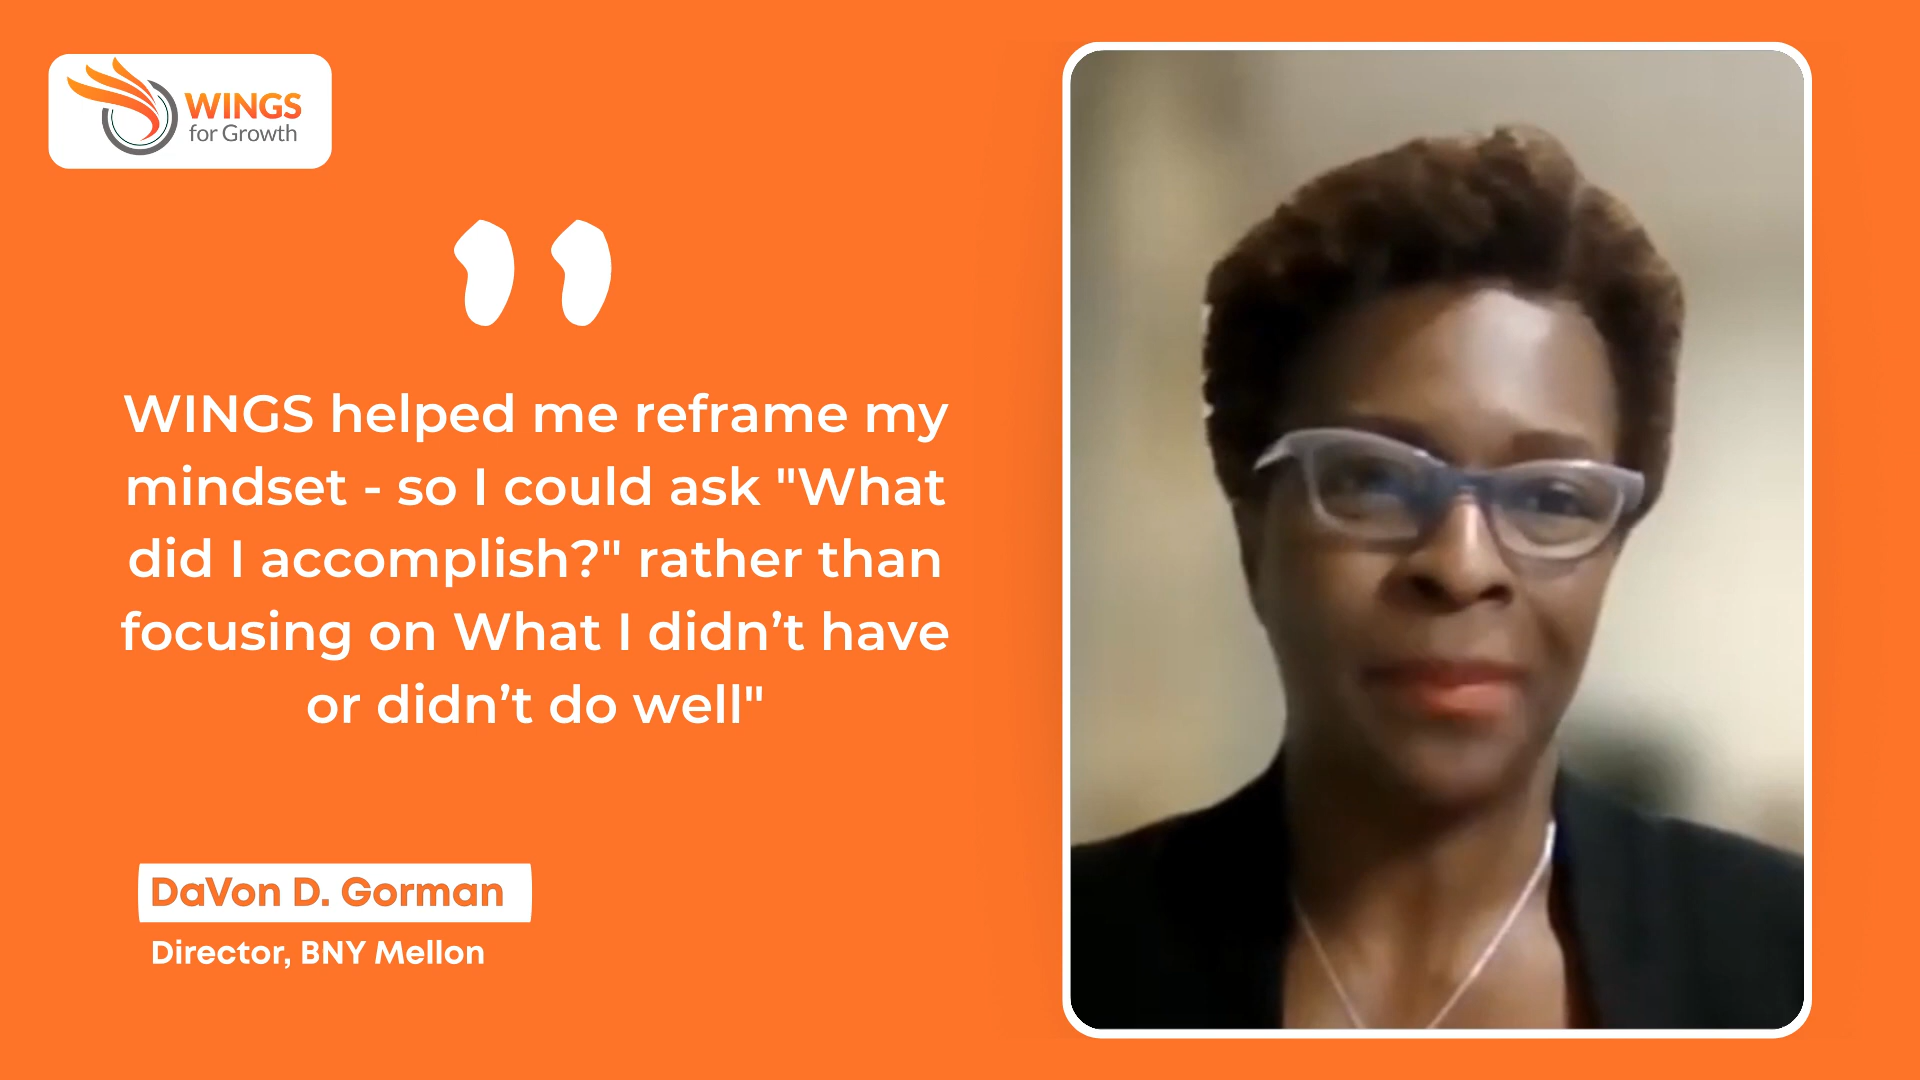 WINGS
for Growth
WINGS helped me reframe my
mindset - so I could ask "What
did I accomplish?" rather than
focusing on What I didn’t have
or didn’t do well"
DaVon D. Gorman
Director, BNY Mellon